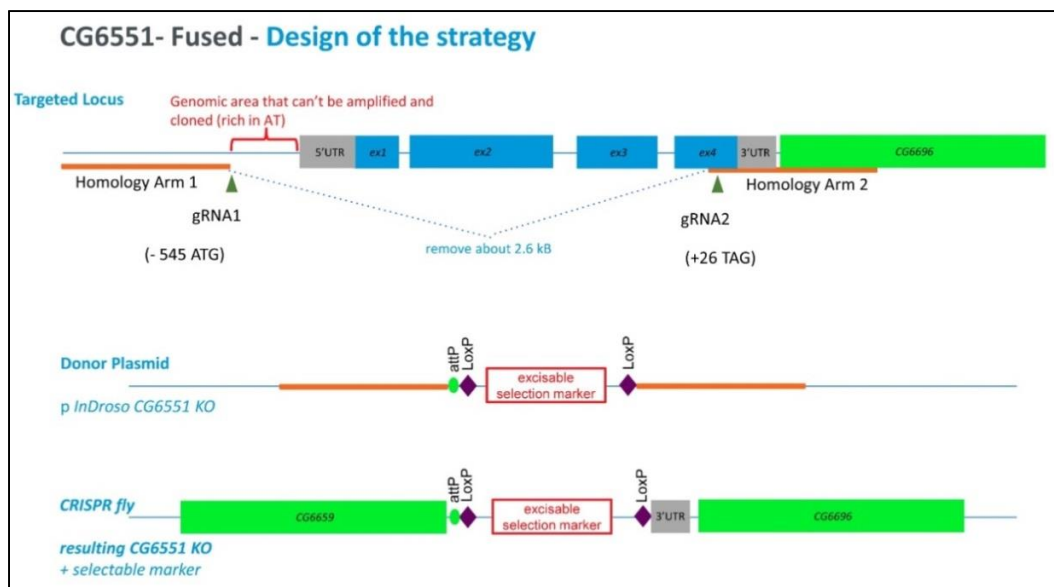 CG6551- Fused - Design of the strategy
Targeted Locus
Genomic area that can't be amplified and
cloned (rich in AT)
5'UTR ex1 ex2 ex3 ex4 3'UTR CG6696
Homology Arm 1
Homology Arm 2
gRNA1
gRNA2
(- 545 ATG)
remove about 2.6 kB
(+26 TAG)
Donor Plasmid
p InDroso CG6551 KO
attP
LoxP
excisable
selection marker
LoxP
CRISPR fly
resulting CG6551 KO
+ selectable marker
CG6659
attP
LoxP
excisable
selection marker
LoxP
3'UTR
CG6696